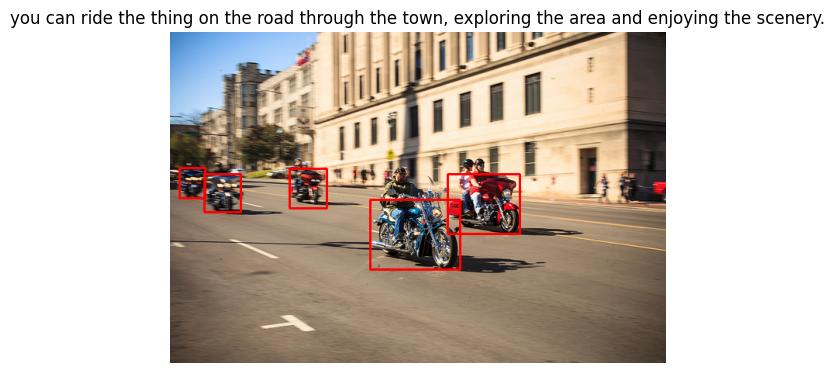 you can ride the thing on the road through the town, exploring the area and enjoying the scenery.